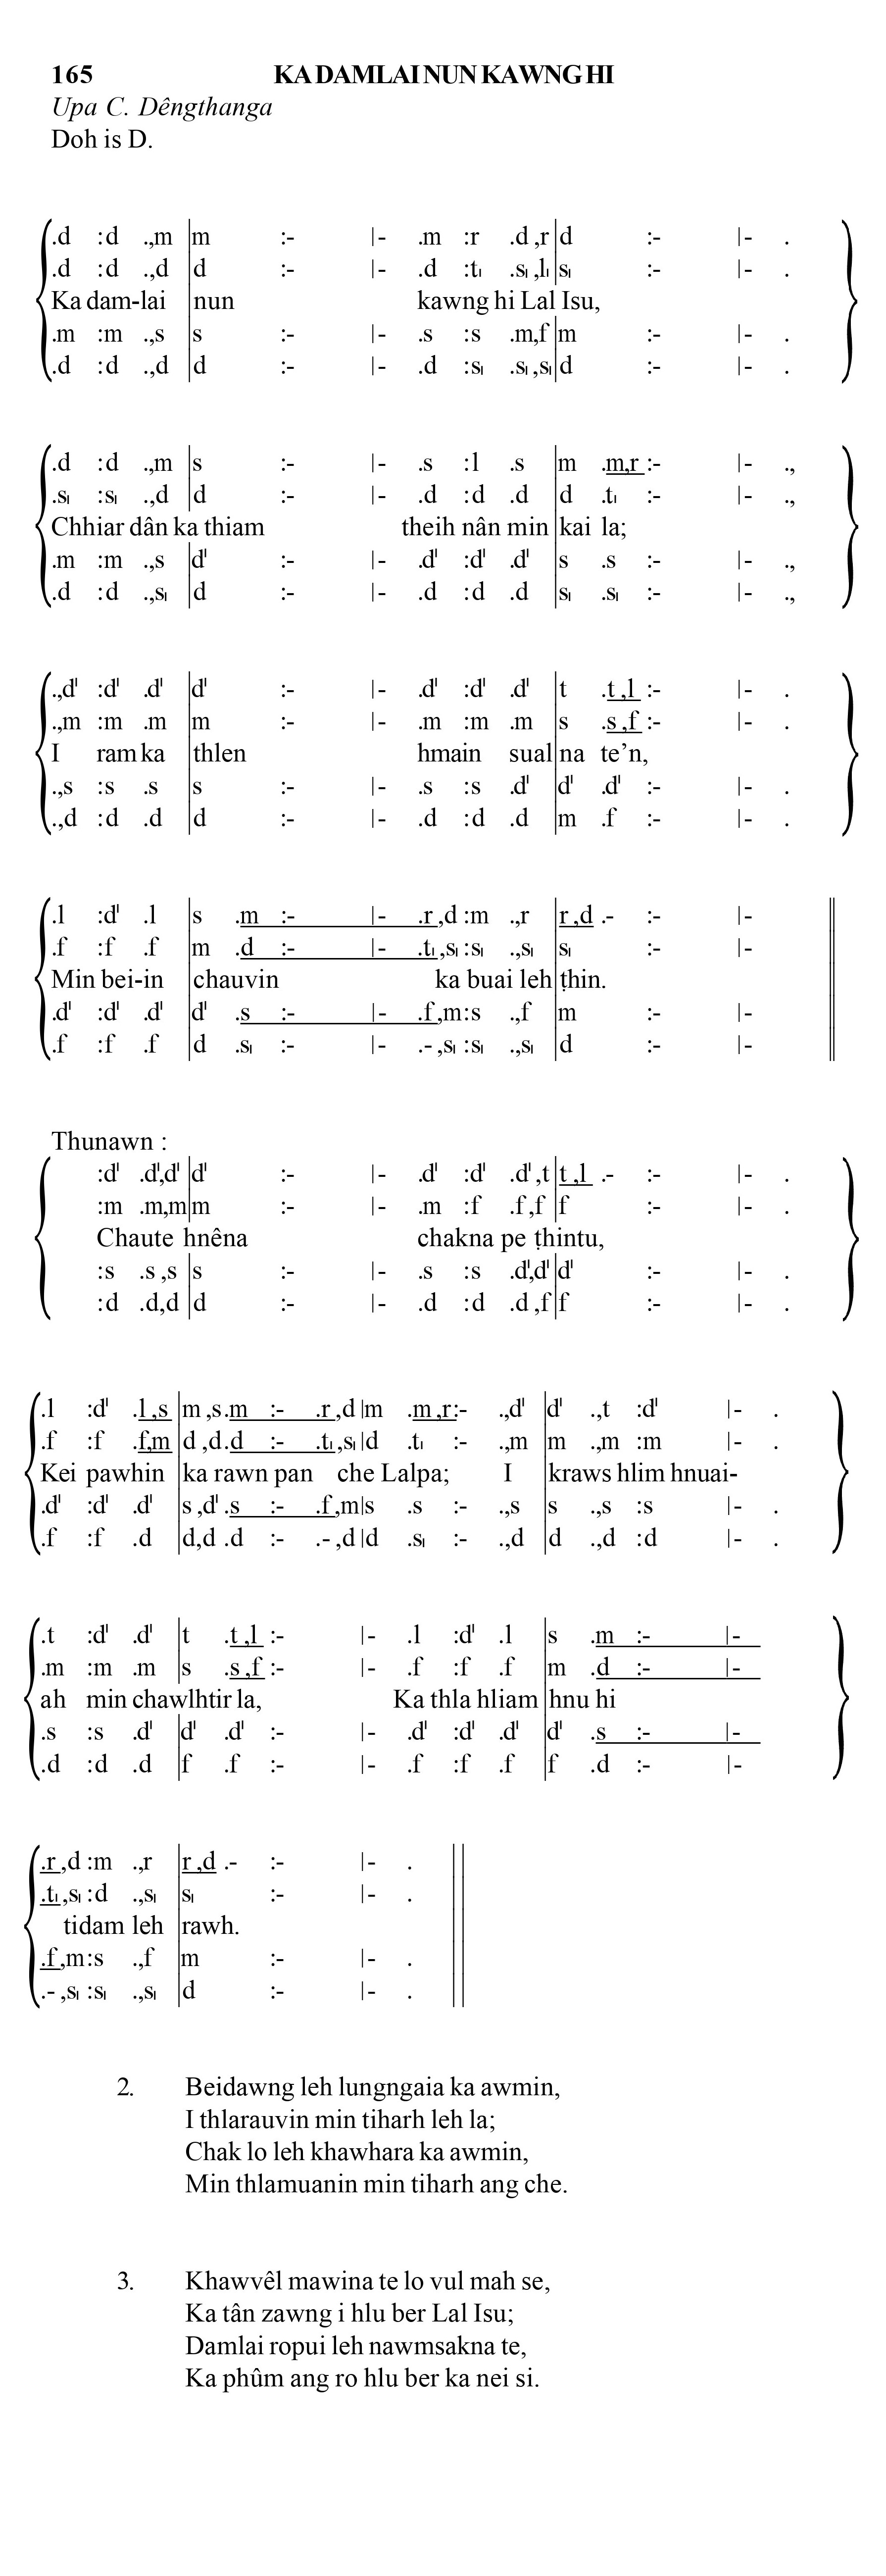 165 KA DAMLAI NUN KAWNG HI
Upa C. Dêngthanga
Doh is D.
.d :d .,m |m :- |- .m :r .d ,r |d :- |- .
.d :d .,d |d :- |- .d :t₁ .s₁ ,l₁ |s₁ :- |- .
Ka dam-lai nun kawng hi Lal Isu,
.m :m .,s |s :- |- .s :s .m,f |m :- |- .
.d :d .,d |d :- |- .d :s₁ .s₁ ,s₁ |d :- |- .
.d :d .,m |s :- |- .s :l .s |m .m,r :- |- .,
.s₁ :s₁ .,d |d :- |- .d :d .d |d .t₁ :- |- .,
Chhiar dân ka thiam theih nân min kai la;
.m :m .,s |d' :- |- .d' :d' .d' |s .s :- |- .,
.d :d .,s₁ |d :- |- .d :d .d |s₁ .s₁ :- |- .,
.,d' :d' .d' |d' :- |- .d' :d' .d' |t .t ,l :- |- .
.,m :m .m |m :- |- .m :m .m |s .s ,f :- |- .
I ram ka thlen hmain sual na te’n,
.,s :s .s |s :- |- .s :s .d' |d' .d' :- |- .
.,d :d .d |d :- |- .d :d .d |m .f :- |- .
.l :d' .l |s .m :- |- .r ,d :m .,r |r ,d .- :- |-
.f :f .f |m .d :- |- .t₁ ,s₁ :s₁ .,s₁ |s₁ :- |-
Min bei-in chauvin ka buai leh ṭhin.
.d' :d' .d' |d' .s :- |- .f ,m :s .,f |m :- |-
.f :f .f |d .s₁ :- |- .- ,s₁ :s₁ .,s₁ |d :- |-
Thunawn :
:d' .d',d' |d' :- |- .d' :d' .d' ,t |t ,l .- :- |- .
:m .m,m |m :- |- .m :f .f ,f |f :- |- .
Chaute hnêna chakna pe ṭhintu,
:s .s ,s |s :- |- .s :s .d',d' |d' :- |- .
:d .d,d |d :- |- .d :d .d ,f |f :- |- .
.l :d' .l ,s |m ,s .m :- .r ,d |m .m ,r :- .,d' |d' .,t :d' |- .
.f :f .f,m |d ,d .d :- .t₁ ,s₁ |d .t₁ :- .,m |m .,m :m |- .
Kei pawhin ka rawn pan che Lalpa; I kraws hlim hnuai-
.d' :d' .d' |s ,d' .s :- .f ,m |s .s :- .,s |s .,s :s |- .
.f :f .d |d,d .d :- .- ,d |d .s₁ :- .,d |d .,d :d |- .
.t :d' .d' |t .t ,l :- |- .l :d' .l |s .m :- |-
.m :m .m |s .s ,f :- |- .f :f .f |m .d :- |-
ah min chawlhtir la, Ka thla hliam hnu hi
.s :s .d' |d' .d' :- |- .d' :d' .d' |d' .s :- |-
.d :d .d |f .f :- |- .f :f .f |f .d :- |-
.r ,d :m .,r |r ,d .- :- |- .
.t₁ ,s₁ :d .,s₁ |s₁ :- |- .
tidam leh rawh.
.f ,m :s .,f |m :- |- .
.- ,s₁ :s₁ .,s₁ |d :- |- .
2. Beidawng leh lungngaia ka awmin,
I thlarauvin min tiharh leh la;
Chak lo leh khawhara ka awmin,
Min thlamuanin min tiharh ang che.
3. Khawvêl mawina te lo vul mah se,
Ka tân zawng i hlu ber Lal Isu;
Damlai ropui leh nawmsakna te,
Ka phûm ang ro hlu ber ka nei si.